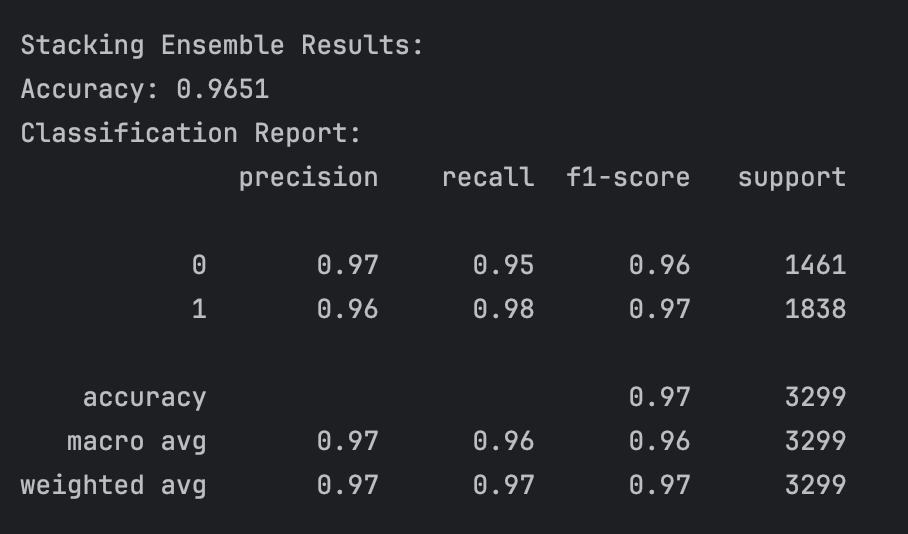 Stacking Ensemble Results:
Accuracy: 0.9651
Classification Report:
              precision    recall  f1-score   support

           0       0.97      0.95      0.96      1461
           1       0.96      0.98      0.97      1838

    accuracy                           0.97      3299
   macro avg       0.97      0.96      0.96      3299
weighted avg       0.97      0.97      0.97      3299